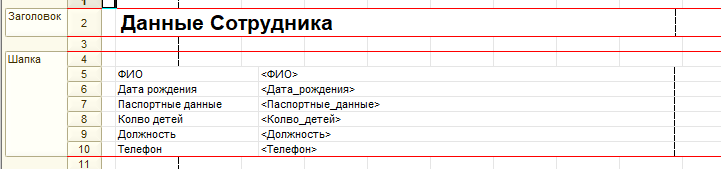 1
Заголовок
2 Данные Сотрудника
3
Шапка 4
5 ФИО <ФИО>
6 Дата рождения <Дата_рождения>
7 Паспортные данные <Паспортные_данные>
8 Колво детей <Колво_детей>
9 Должность <Должность>
10 Телефон <Телефон>
11